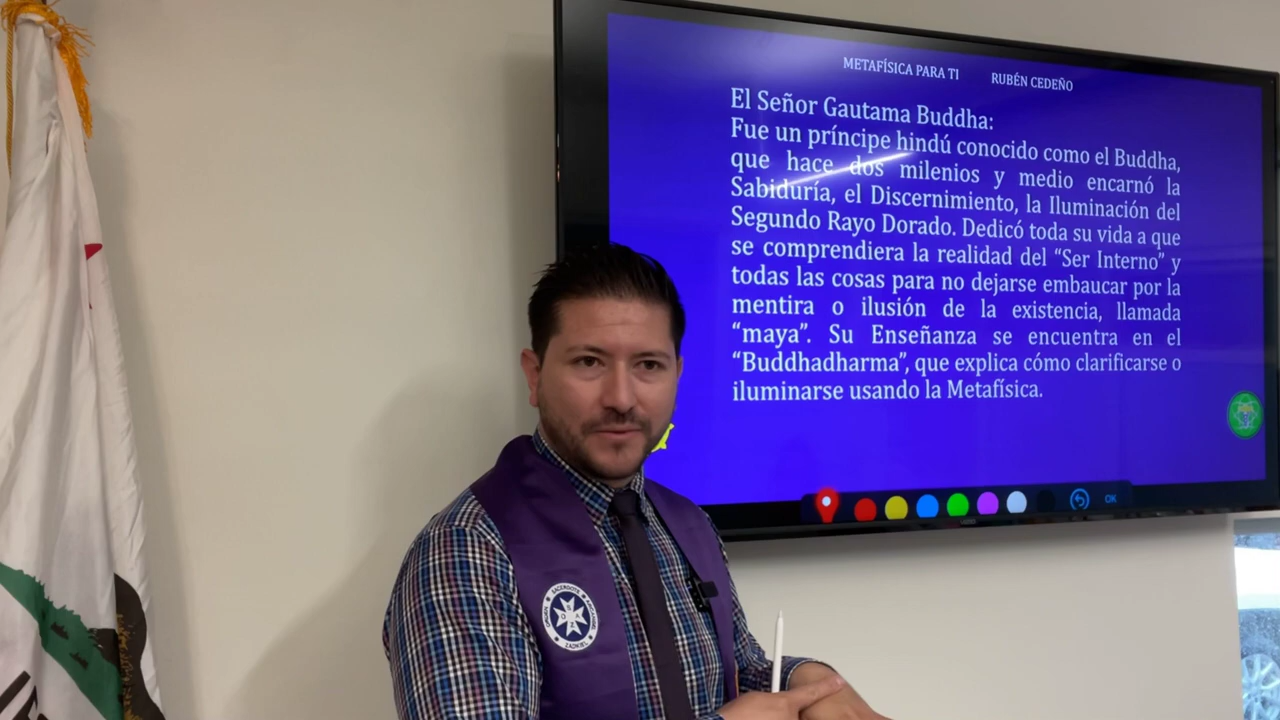 METAFÍSICA PARA TI RUBÉN CEDEÑO
El Señor Gautama Buddha:
Fue un príncipe hindú conocido como el Buddha,
que hace dos milenios y medio encarnó la
Sabiduría, el Discernimiento, la Iluminación del
Segundo Rayo Dorado. Dedicó toda su vida a que
se comprendiera la realidad del “Ser Interno” y
todas las cosas para no dejarse embaucar por la
mentira o ilusión de la existencia, llamada
“maya”. Su Enseñanza se encuentra en el
“Buddhadharma”, que explica cómo clarificarse o
iluminarse usando la Metafísica.
OK
SACERDOTE
ZADKIEL